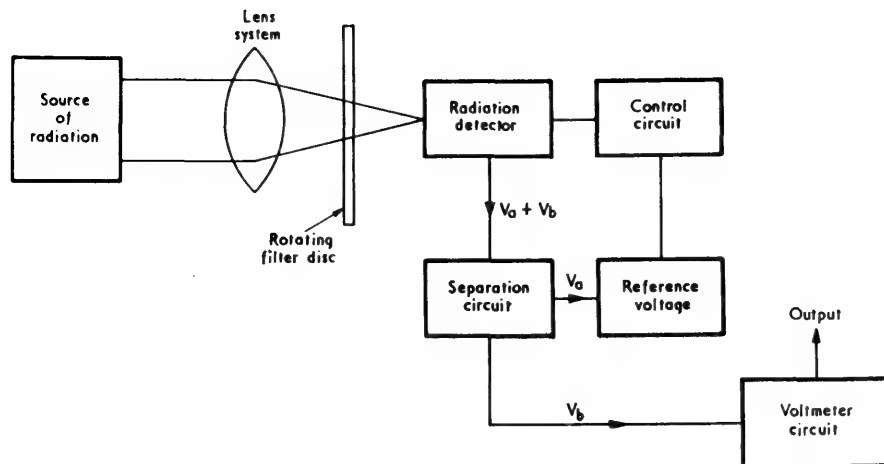 Lens
system
Source
of
radiation
Radiation
detector
Control
circuit
Va + Vb
Rotating
filter disc
Separation
circuit
Va
Reference
voltage
Output
Vb
Voltmeter
circuit